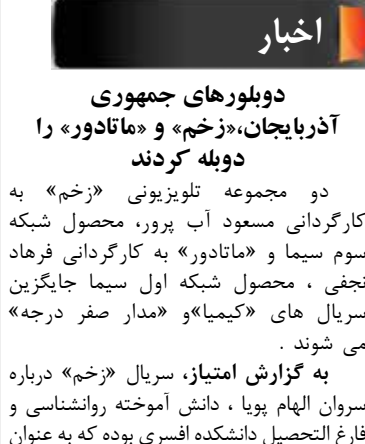 اخبار
دوبلورهای جمهوری
آذربایجان،«زخم» و «ماتادور» را
دوبله کردند
دو مجموعه تلویزیونی «زخم» به
کارگردانی مسعود آب پرور، محصول شبکه
سوم سیما و «ماتادور» به کارگردانی فرهاد
نجفی ، محصول شبکه اول سیما جایگزین
سریال های «کیمیا»و «مدار صفر درجه»
می شوند .
به گزارش امتیاز، سریال «زخم» درباره
سروان الهام پویا ، دانش آموخته روانشناسی و
فارغ التحصیل دانشکده افسری بوده که به عنوان